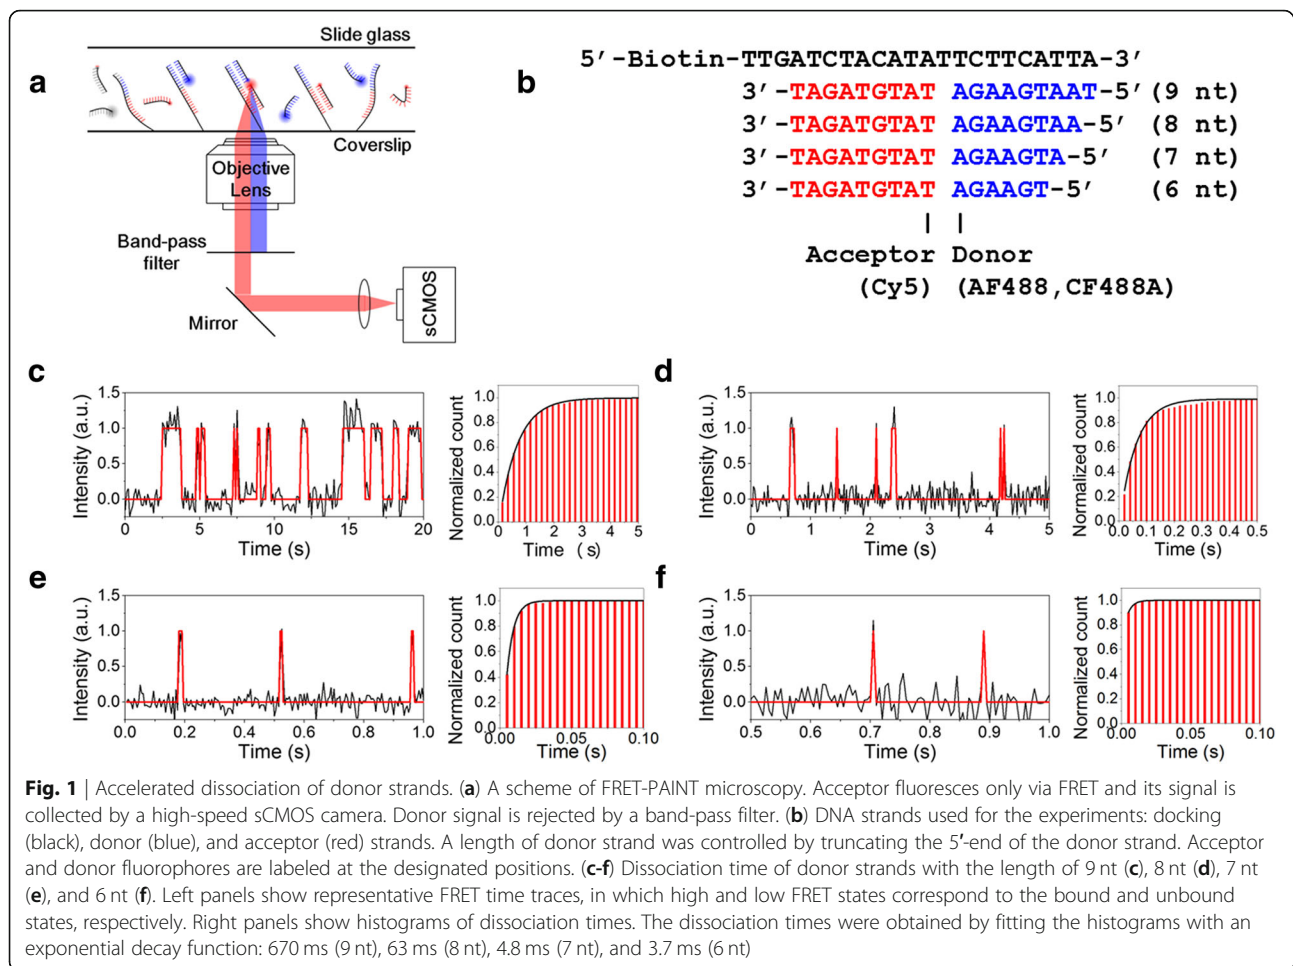 a
Slide glass
Coverslip
Objective
Lens
Band-pass
filter
Mirror
sCMOS
b
5’-Biotin-TTGATCTACATATTCTTCATTA-3’
3’-TAGATGTAT AGAAGTAAT-5’(9 nt)
3’-TAGATGTAT AGAAGTAA-5’ (8 nt)
3’-TAGATGTAT AGAAGTA-5’ (7 nt)
3’-TAGATGTAT AGAAGT-5’ (6 nt)
Acceptor Donor
(Cy5) (AF488,CF488A)
c
Intensity (a.u.)
1.5
1.0
0.5
0.0
0 5 10 15 20
Time (s)
Normalized count
1.0
0.8
0.6
0.4
0.2
0.0
0 1 2 3 4 5
Time (s)
d
Intensity (a.u.)
1.5
1.0
0.5
0.0
0 1 2 3 4 5
Time (s)
Normalized count
1.0
0.8
0.6
0.4
0.2
0.0
0.0 0.1 0.2 0.3 0.4 0.5
Time (s)
e
Intensity (a.u.)
1.5
1.0
0.5
0.0
0.0 0.2 0.4 0.6 0.8 1.0
Time (s)
Normalized count
1.0
0.8
0.6
0.4
0.2
0.0
0.00 0.05 0.10
Time (s)
f
Intensity (a.u.)
1.5
1.0
0.5
0.0
0.5 0.6 0.7 0.8 0.9 1.0
Time (s)
Normalized count
1.0
0.8
0.6
0.4
0.2
0.0
0.00 0.05 0.10
Time (s)
Fig. 1 | Accelerated dissociation of donor strands. (a) A scheme of FRET-PAINT microscopy. Acceptor fluoresces only via FRET and its signal is
collected by a high-speed sCMOS camera. Donor signal is rejected by a band-pass filter. (b) DNA strands used for the experiments: docking
(black), donor (blue), and acceptor (red) strands. A length of donor strand was controlled by truncating the 5′-end of the donor strand. Acceptor
and donor fluorophores are labeled at the designated positions. (c-f) Dissociation time of donor strands with the length of 9 nt (c), 8 nt (d), 7 nt
(e), and 6 nt (f). Left panels show representative FRET time traces, in which high and low FRET states correspond to the bound and unbound
states, respectively. Right panels show histograms of dissociation times. The dissociation times were obtained by fitting the histograms with an
exponential decay function: 670 ms (9 nt), 63 ms (8 nt), 4.8 ms (7 nt), and 3.7 ms (6 nt)